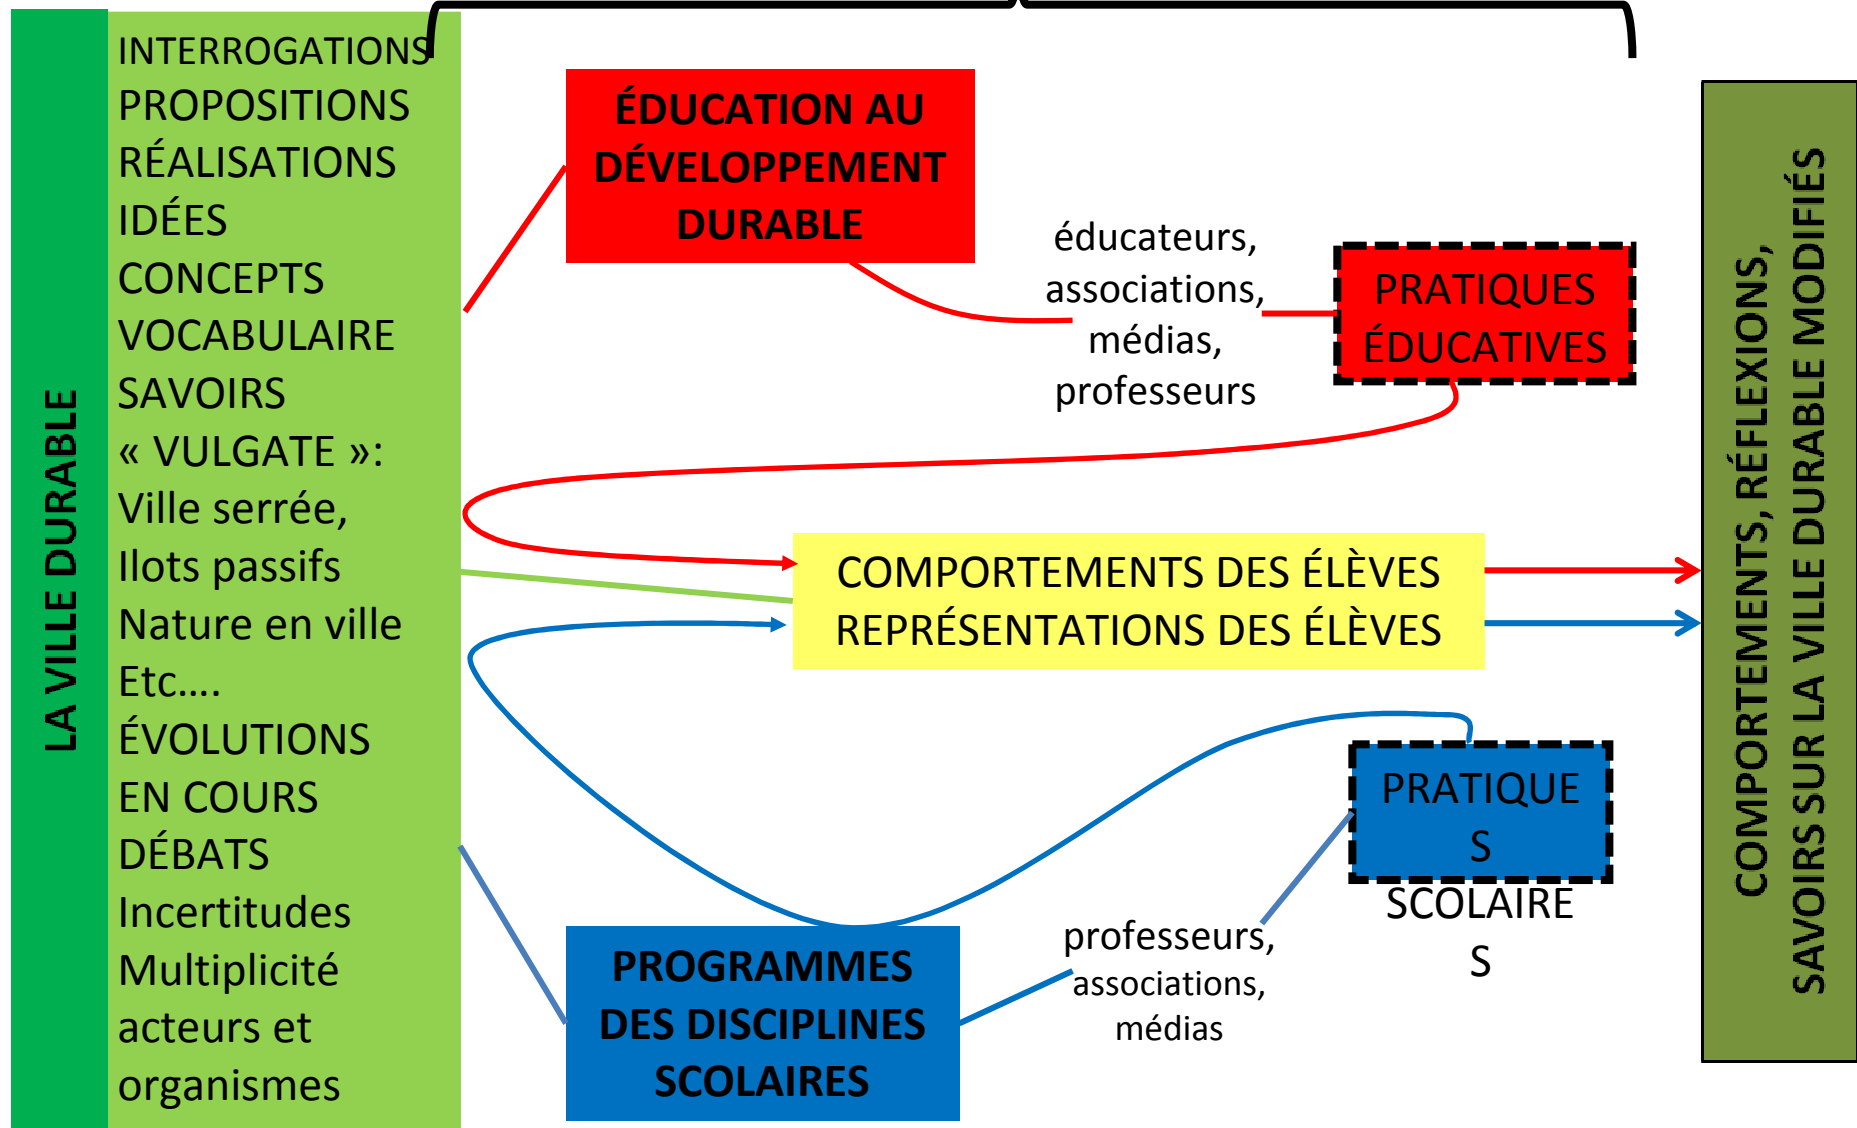 LA VILLE DURABLE
INTERROGATIONS
PROPOSITIONS
RÉALISATIONS
IDÉES
CONCEPTS
VOCABULAIRE
SAVOIRS
« VULGATE »:
Ville serrée,
Ilots passifs
Nature en ville
Etc....
ÉVOLUTIONS
EN COURS
DÉBATS
Incertitudes
Multiplicité
acteurs et
organismes
ÉDUCATION AU
DÉVELOPPEMENT
DURABLE
éducateurs,
associations,
médias,
professeurs
PRATIQUES
ÉDUCATIVES
COMPORTEMENTS DES ÉLÈVES
REPRÉSENTATIONS DES ÉLÈVES
PROGRAMMES
DES DISCIPLINES
SCOLAIRES
professeurs,
associations,
médias
PRATIQUE
S
SCOLAIRE
S
COMPORTEMENTS, RÉFLEXIONS,
SAVOIRS SUR LA VILLE DURABLE MODIFIÉS